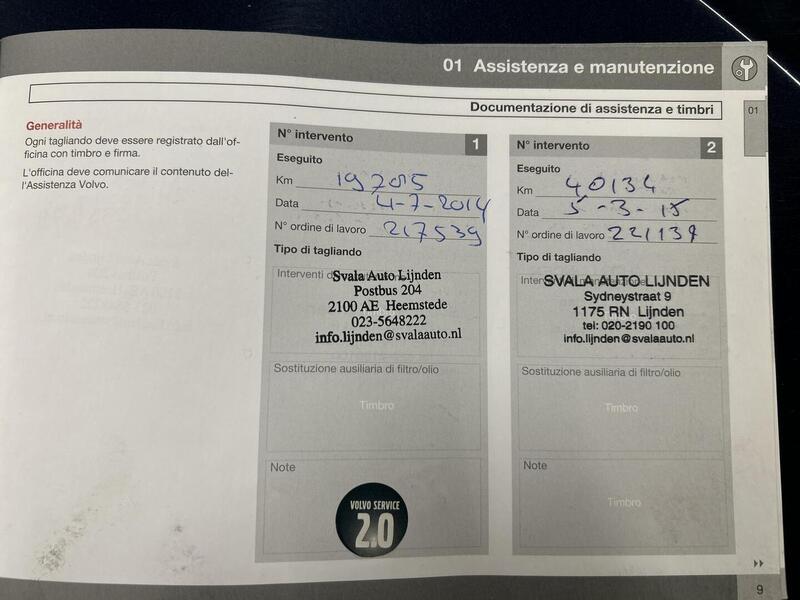 01 Assistenza e manutenzione
Documentazione di assistenza e timbri
01
Generalità
Ogni tagliando deve essere registrato dall'of-
ficina con timbro e firma.
L'officina deve comunicare il contenuto del-
l'Assistenza Volvo.
N° intervento 1
Eseguito
Km 19705
Data 4-7-2014
N° ordine di lavoro 217539
Tipo di tagliando
Interventi
Svala Auto Lijnden
Postbus 204
2100 AE Heemstede
023-5648222
info.lijnden@svalaauto.nl
Sostituzione ausiliaria di filtro/olio
Timbro
Note
VOLVO SERVICE
2.0
N° intervento 2
Eseguito
Km 40134
Data 5-3-15
N° ordine di lavoro 221139
Tipo di tagliando
SVALA AUTO LIJNDEN
Sydneystraat 9
1175 RN Lijnden
tel: 020-2190 100
info.lijnden@svalaauto.nl
Sostituzione ausiliaria di filtro/olio
Timbro
Note
Timbro
9